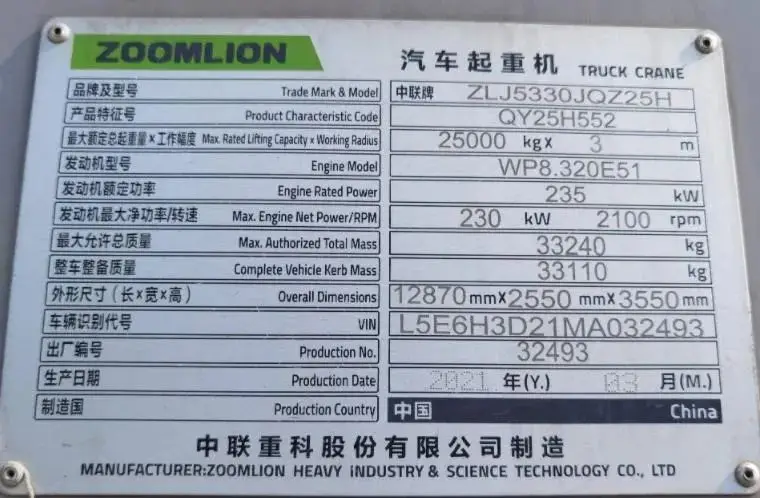 ZOOMLION 汽车起重机 TRUCK CRANE
品牌及型号 Trade Mark & Model 中联牌 ZLJ5330JQZ25H
产品特征号 Product Characteristic Code QY25H552
最大额定总起重量×工作幅度 Max. Rated Lifting Capacity x Working Radius 25000 kg X 3 m
发动机型号 Engine Model WP8.320E51
发动机额定功率 Engine Rated Power 235 kW
发动机最大净功率/转速 Max. Engine Net Power/RPM 230 kW 2100 rpm
最大允许总质量 Max. Authorized Total Mass 33240 kg
整车整备质量 Complete Vehicle Kerb Mass 33110 kg
外形尺寸(长×宽×高) Overall Dimensions 12870 mm X 2550 mm X 3550 mm
车辆识别代号 VIN L5E6H3D21MA032493
出厂编号 Production No. 32493
生产日期 Production Date 2021 年(Y.) 03 月(M.)
制造国 Production Country 中国 China
中联重科股份有限公司制造
MANUFACTURER:ZOOMLION HEAVY INDUSTRY & SCIENCE TECHNOLOGY CO., LTD